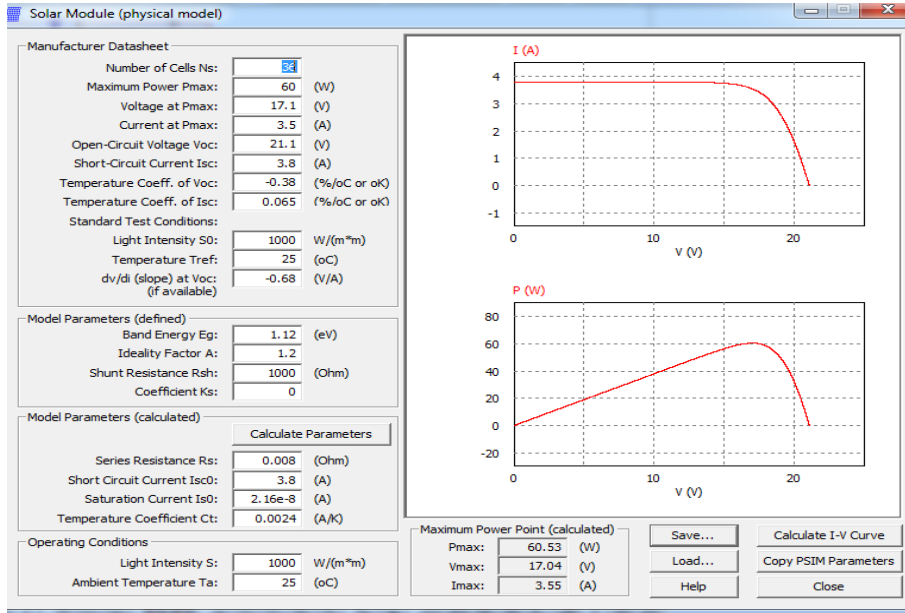 Solar Module (physical model)
Manufacturer Datasheet
Number of Cells Ns: 36
Maximum Power Pmax: 60 (W)
Voltage at Pmax: 17.1 (V)
Current at Pmax: 3.5 (A)
Open-Circuit Voltage Voc: 21.1 (V)
Short-Circuit Current Isc: 3.8 (A)
Temperature Coeff. of Voc: -0.38 (%/oC or oK)
Temperature Coeff. of Isc: 0.065 (%/oC or oK)
Standard Test Conditions:
Light Intensity S0: 1000 W/(m*m)
Temperature Tref: 25 (oC)
dv/di (slope) at Voc: -0.68 (V/A)
(if available)
Model Parameters (defined)
Band Energy Eg: 1.12 (eV)
Ideality Factor A: 1.2
Shunt Resistance Rsh: 1000 (Ohm)
Coefficient Ks: 0
Model Parameters (calculated)
Calculate Parameters
Series Resistance Rs: 0.008 (Ohm)
Short Circuit Current Isc0: 3.8 (A)
Saturation Current Is0: 2.16e-8 (A)
Temperature Coefficient Ct: 0.0024 (A/K)
Operating Conditions
Light Intensity S: 1000 W/(m*m)
Ambient Temperature Ta: 25 (oC)
I (A)
4
3
2
1
0
-1
0 10 20
V (V)
P (W)
80
60
40
20
0
-20
0 10 20
V (V)
Maximum Power Point (calculated)
Pmax: 60.53 (W)
Vmax: 17.04 (V)
Imax: 3.55 (A)
Save... Calculate I-V Curve
Load... Copy PSIM Parameters
Help Close